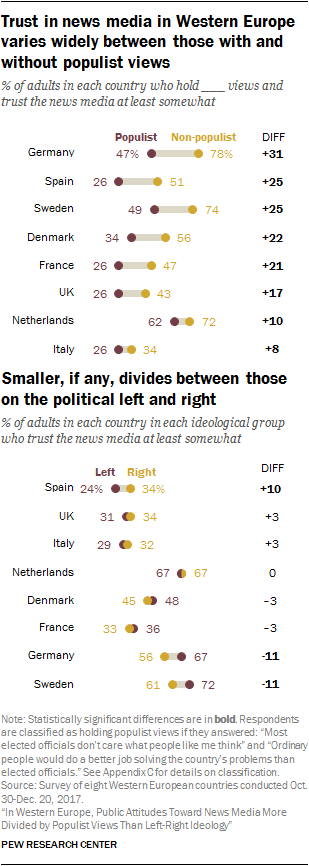 Trust in news media in Western Europe
varies widely between those with and
without populist views
% of adults in each country who hold ___ views and
trust the news media at least somewhat
Populist Non-populist DIFF
Germany 47% 78% +31
Spain 26 51 +25
Sweden 49 74 +25
Denmark 34 56 +22
France 26 47 +21
UK 26 43 +17
Netherlands 62 72 +10
Italy 26 34 +8
Smaller, if any, divides between those
on the political left and right
% of adults in each country in each ideological group
who trust the news media at least somewhat
Left Right DIFF
Spain 24% 34% +10
UK 31 34 +3
Italy 29 32 +3
Netherlands 67 67 0
Denmark 45 48 –3
France 33 36 –3
Germany 56 67 -11
Sweden 61 72 -11
Note: Statistically significant differences are in bold. Respondents
are classified as holding populist views if they answered: “Most
elected officials don’t care what people like me think” and “Ordinary
people would do a better job solving the country’s problems than
elected officials.” See Appendix C for details on classification.
Source: Survey of eight Western European countries conducted Oct.
30-Dec. 20, 2017.
“In Western Europe, Public Attitudes Toward News Media More
Divided by Populist Views Than Left-Right Ideology”
PEW RESEARCH CENTER